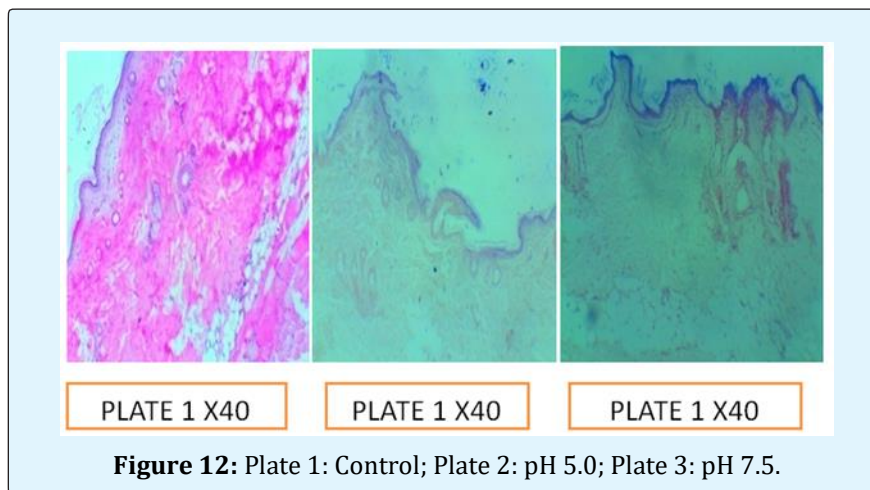 PLATE 1 X40
PLATE 1 X40
PLATE 1 X40
Figure 12: Plate 1: Control; Plate 2: pH 5.0; Plate 3: pH 7.5.